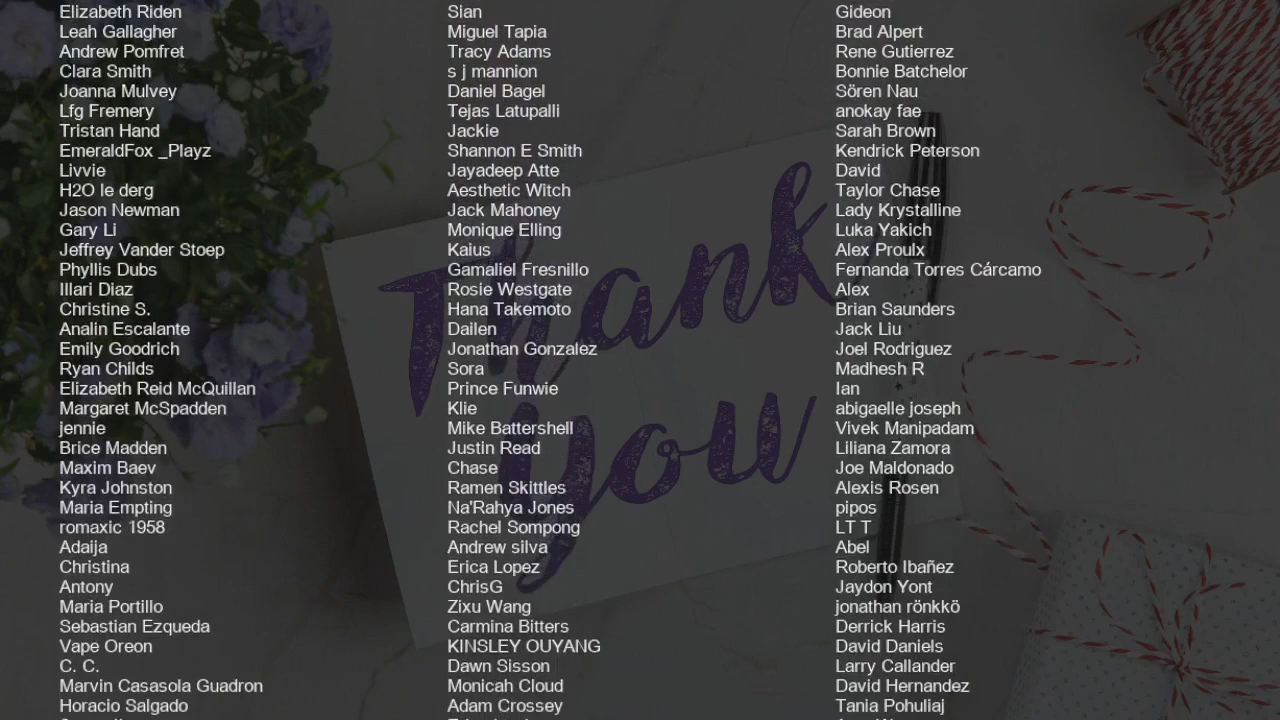 Elizabeth Riden
Leah Gallagher
Andrew Pomfret
Clara Smith
Joanna Mulvey
Lfg Fremery
Tristan Hand
EmeraldFox _Playz
Livvie
H2O le derg
Jason Newman
Gary Li
Jeffrey Vander Stoep
Phyllis Dubs
Illari Diaz
Christine S.
Analin Escalante
Emily Goodrich
Ryan Childs
Elizabeth Reid McQuillan
Margaret McSpadden
jennie
Brice Madden
Maxim Baev
Kyra Johnston
Maria Empting
romaxic 1958
Adaija
Christina
Antony
Maria Portillo
Sebastian Ezqueda
Vape Oreon
C. C.
Marvin Casasola Guadron
Horacio Salgado
Sian
Miguel Tapia
Tracy Adams
s j mannion
Daniel Bagel
Tejas Latupalli
Jackie
Shannon E Smith
Jayadeep Atte
Aesthetic Witch
Jack Mahoney
Monique Elling
Kaius
Gamaliel Fresnillo
Rosie Westgate
Hana Takemoto
Dailen
Jonathan Gonzalez
Sora
Prince Funwie
Klie
Mike Battershell
Justin Read
Chase
Ramen Skittles
Na'Rahya Jones
Rachel Sompong
Andrew silva
Erica Lopez
ChrisG
Zixu Wang
Carmina Bitters
KINSLEY OUYANG
Dawn Sisson
Monicah Cloud
Adam Crossey
Gideon
Brad Alpert
Rene Gutierrez
Bonnie Batchelor
Sören Nau
anokay fae
Sarah Brown
Kendrick Peterson
David
Taylor Chase
Lady Krystalline
Luka Yakich
Alex Proulx
Fernanda Torres Cárcamo
Alex
Brian Saunders
Jack Liu
Joel Rodriguez
Madhesh R
Ian
abigaelle joseph
Vivek Manipadam
Liliana Zamora
Joe Maldonado
Alexis Rosen
pipos
LT T
Abel
Roberto Ibañez
Jaydon Yont
jonathan rönkkö
Derrick Harris
David Daniels
Larry Callander
David Hernandez
Tania Pohuliaj
Thank
you